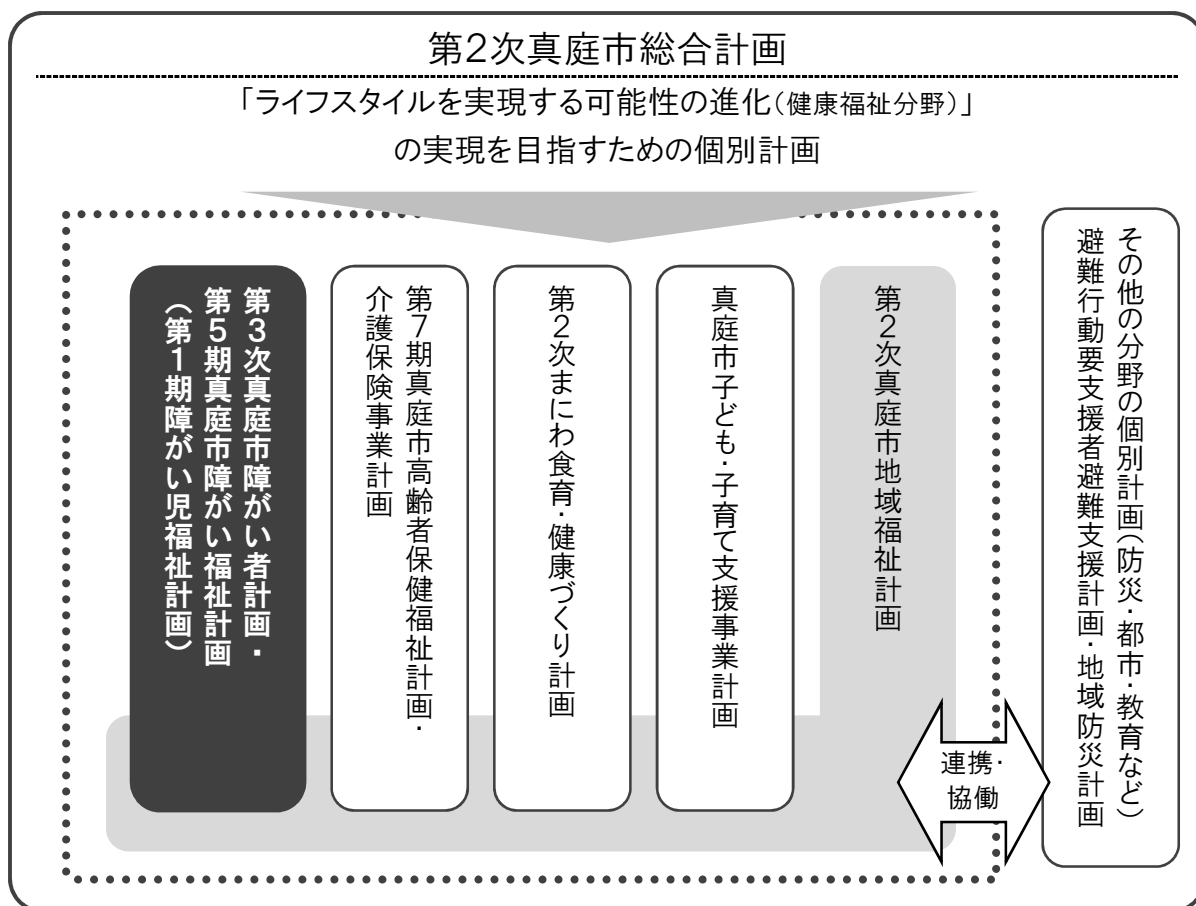 第2次真庭市総合計画
「ライフスタイルを実現する可能性の進化(健康福祉分野)」
の実現を目指すための個別計画
第3次真庭市障がい者計画・
第5期真庭市障がい福祉計画
(第1期障がい児福祉計画)
第7期真庭市高齢者保健福祉計画・
介護保険事業計画
第2次まにわ食育・健康づくり計画
真庭市子ども・子育て支援事業計画
第2次真庭市地域福祉計画
連携・
協働
その他の分野の個別計画(防災・都市・教育など)
避難行動要支援者避難支援計画・地域防災計画